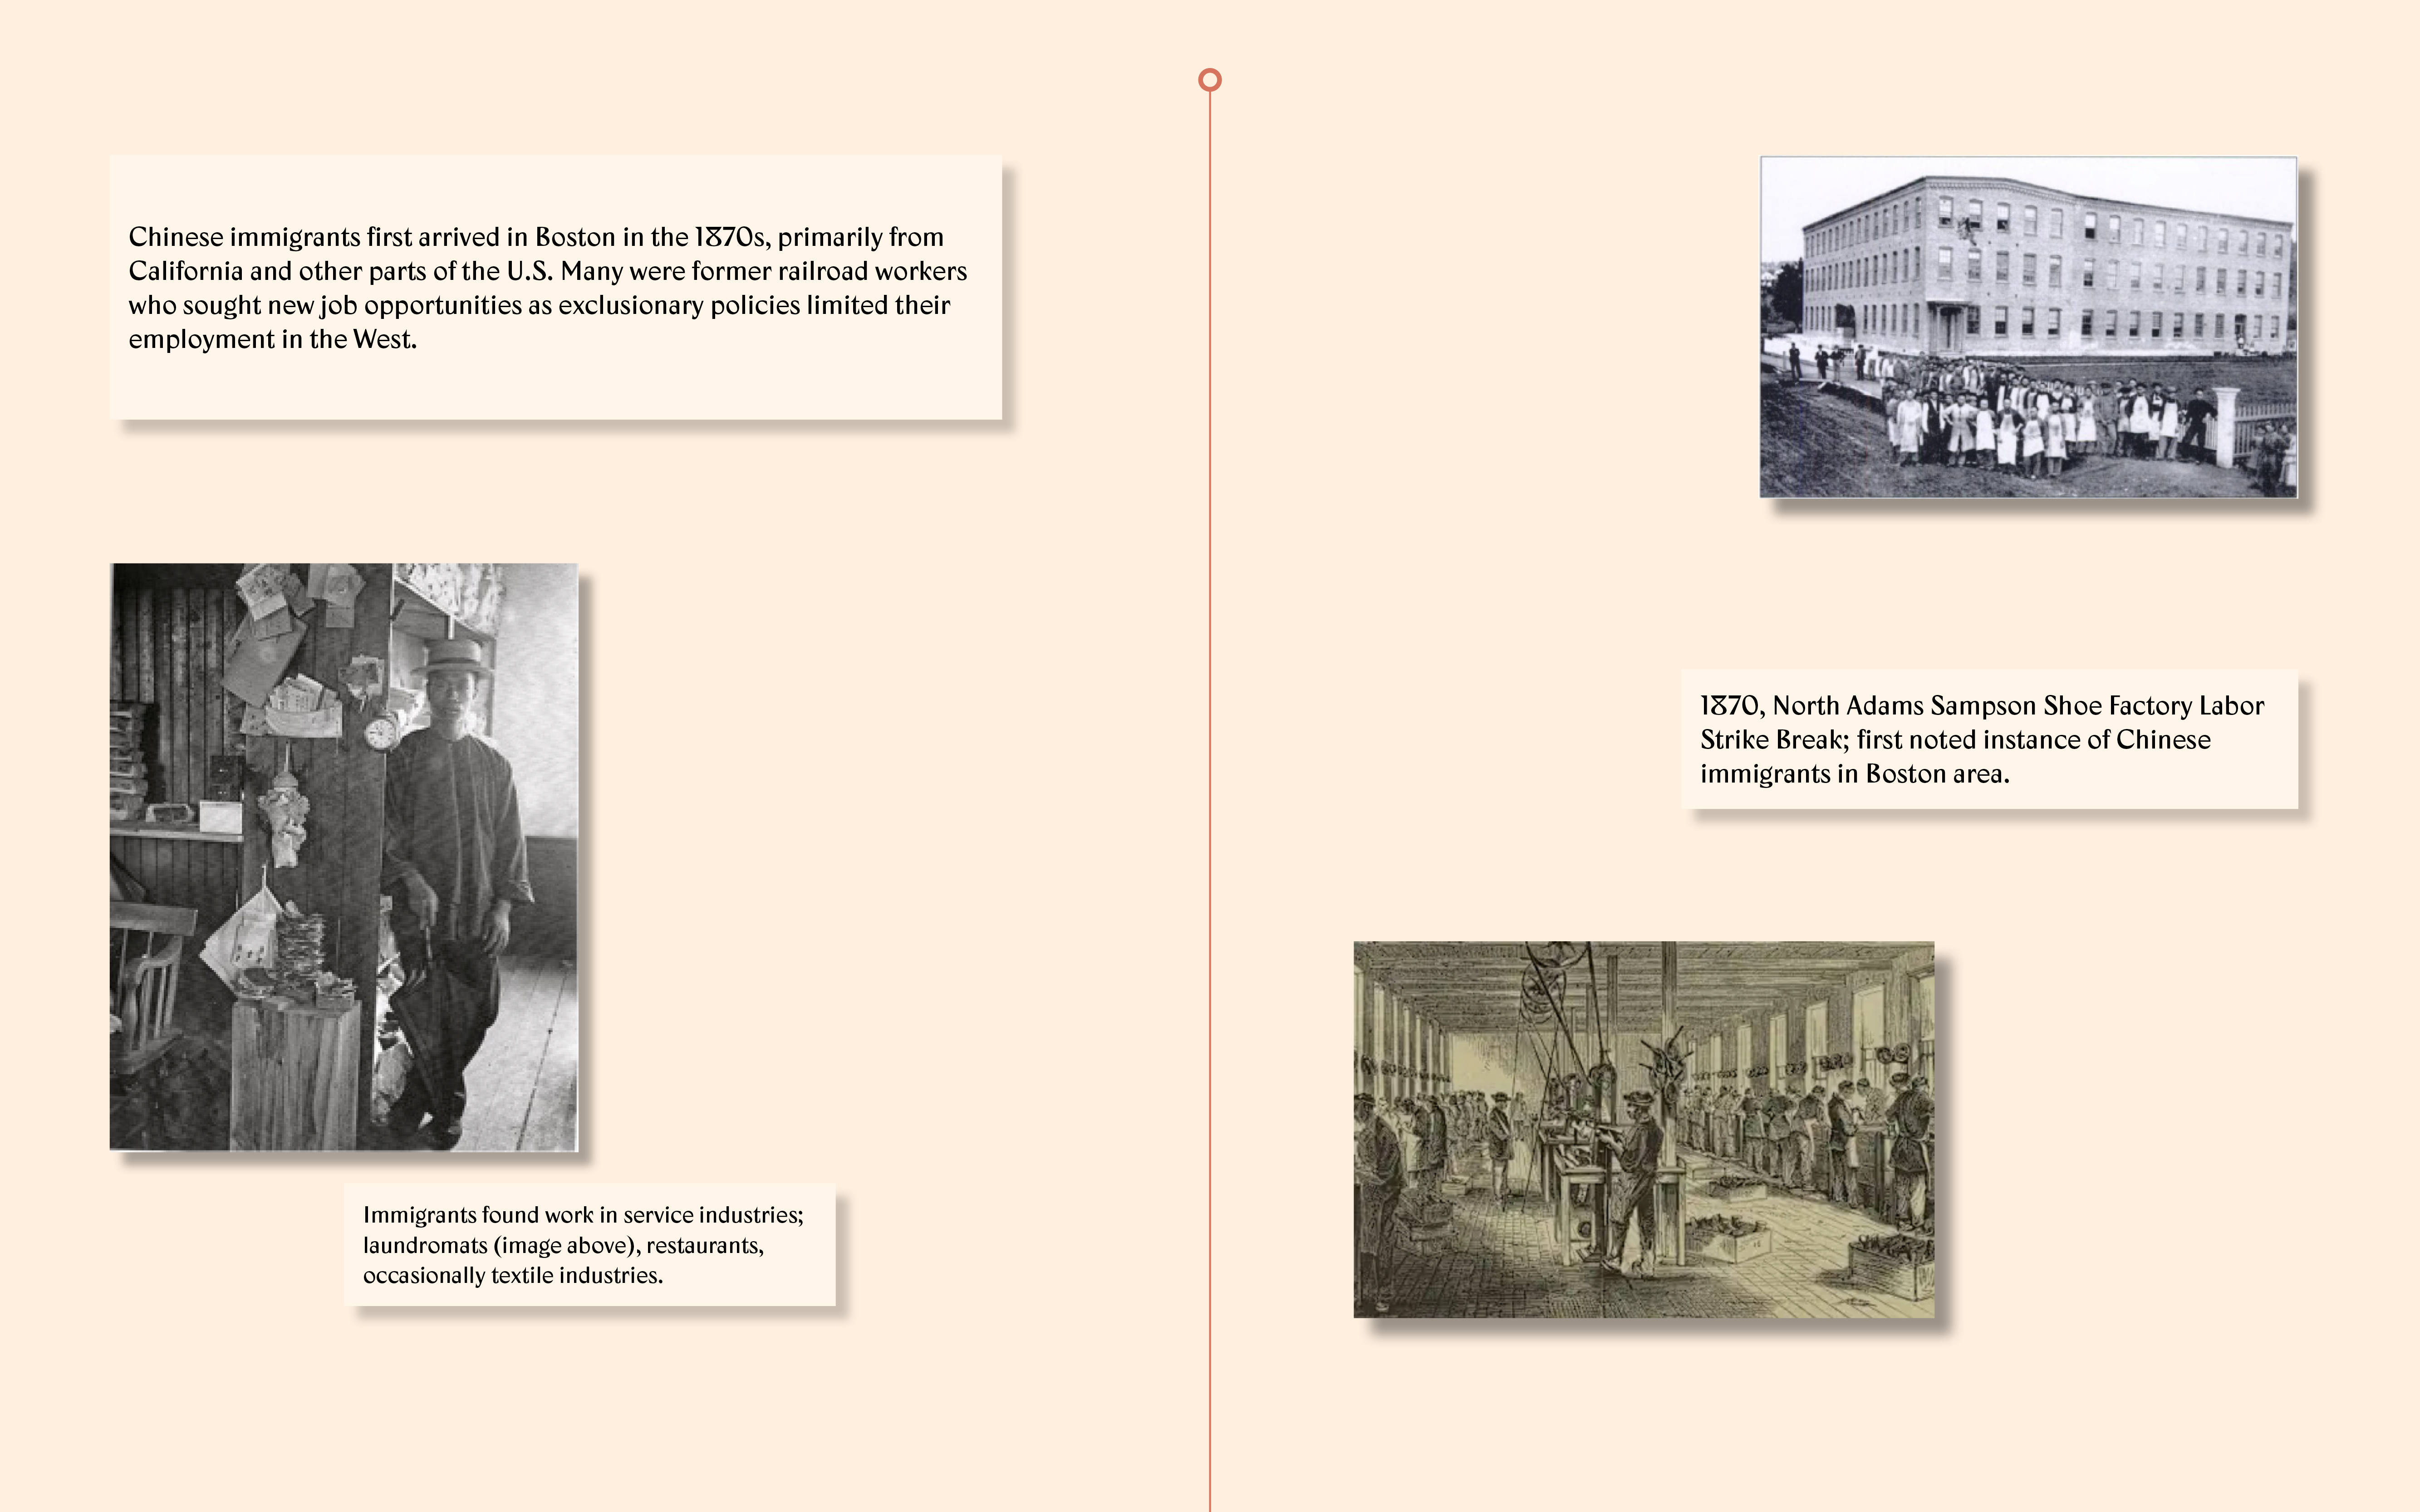 Chinese immigrants first arrived in Boston in the 1870s, primarily from
California and other parts of the U.S. Many were former railroad workers
who sought new job opportunities as exclusionary policies limited their
employment in the West.
Immigrants found work in service industries;
laundromats (image above), restaurants,
occasionally textile industries.
1870, North Adams Sampson Shoe Factory Labor
Strike Break; first noted instance of Chinese
immigrants in Boston area.